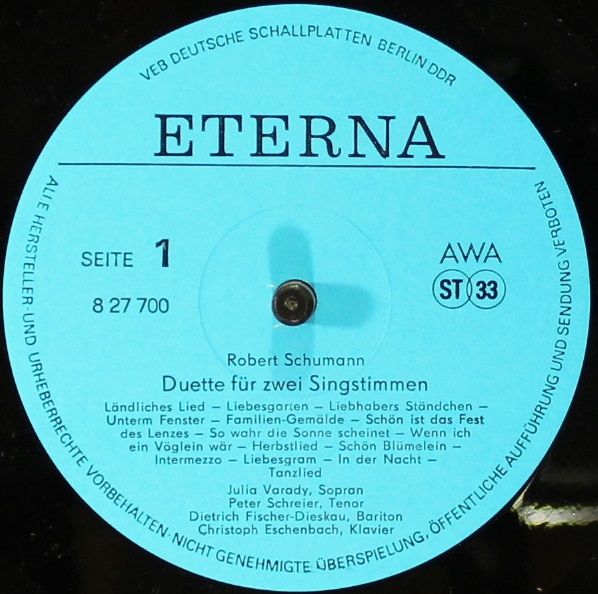 VEB DEUTSCHE SCHALLPLATTEN BERLIN DDR
ETERNA
SEITE 1
8 27 700
AWA
ST 33
Robert Schumann
Duette für zwei Singstimmen
Ländliches Lied – Liebesgarten – Liebhabers Ständchen –
Unterm Fenster – Familien-Gemälde – Schön ist das Fest
des Lenzes – So wahr die Sonne scheinet – Wenn ich
ein Vöglein wär – Herbstlied – Schön Blümelein –
Intermezzo – Liebesgram – In der Nacht –
Tanzlied
Julia Varady, Sopran
Peter Schreier, Tenor
Dietrich Fischer-Dieskau, Bariton
Christoph Eschenbach, Klavier
ALLE HERSTELLER- UND URHEBERRECHTE VORBEHALTEN · NICHT GENEHMIGTE ÜBERSPIELUNG, ÖFFENTLICHE AUFFÜHRUNG UND SENDUNG VERBOTEN